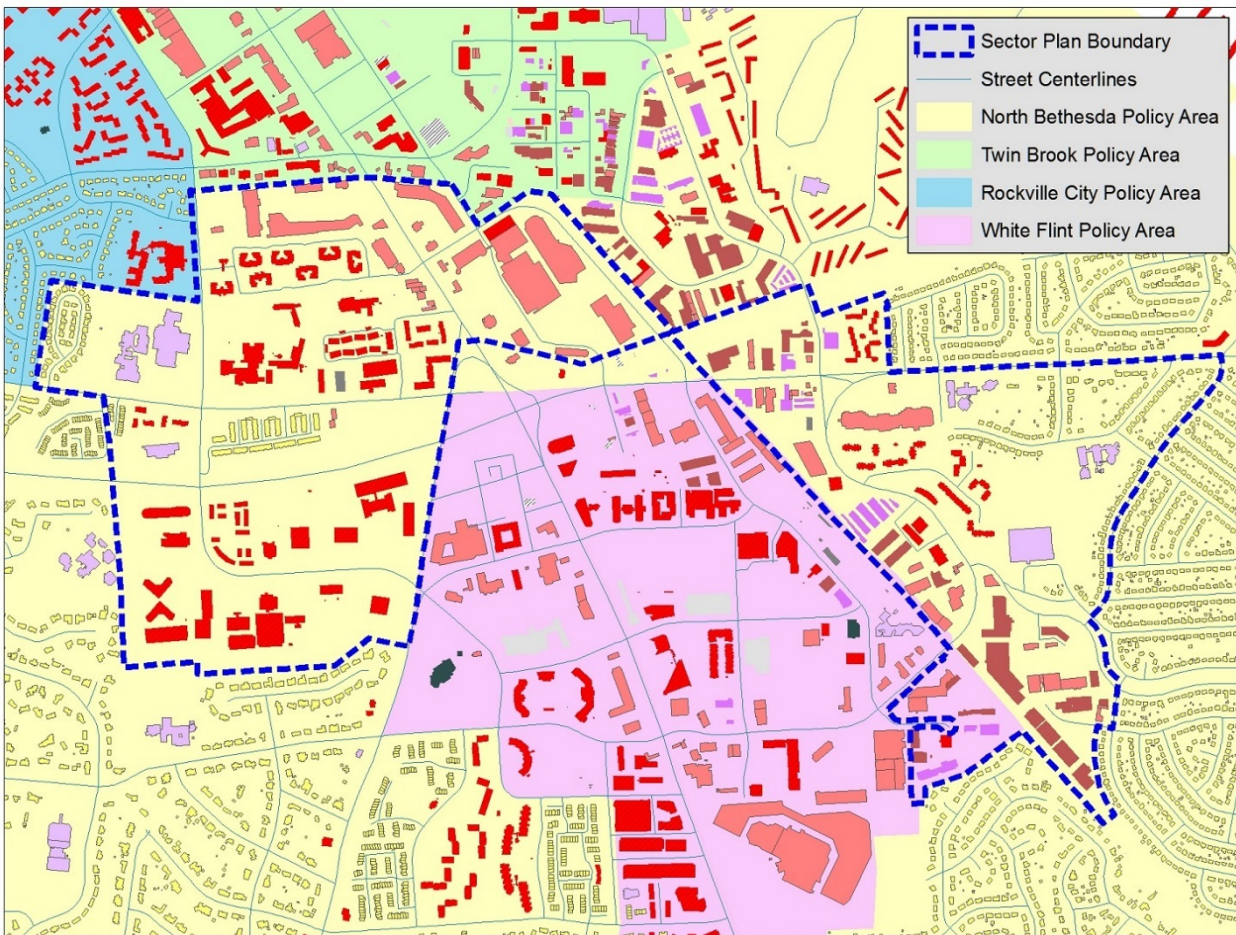 Sector Plan Boundary
Street Centerlines
North Bethesda Policy Area
Twin Brook Policy Area
Rockville City Policy Area
White Flint Policy Area